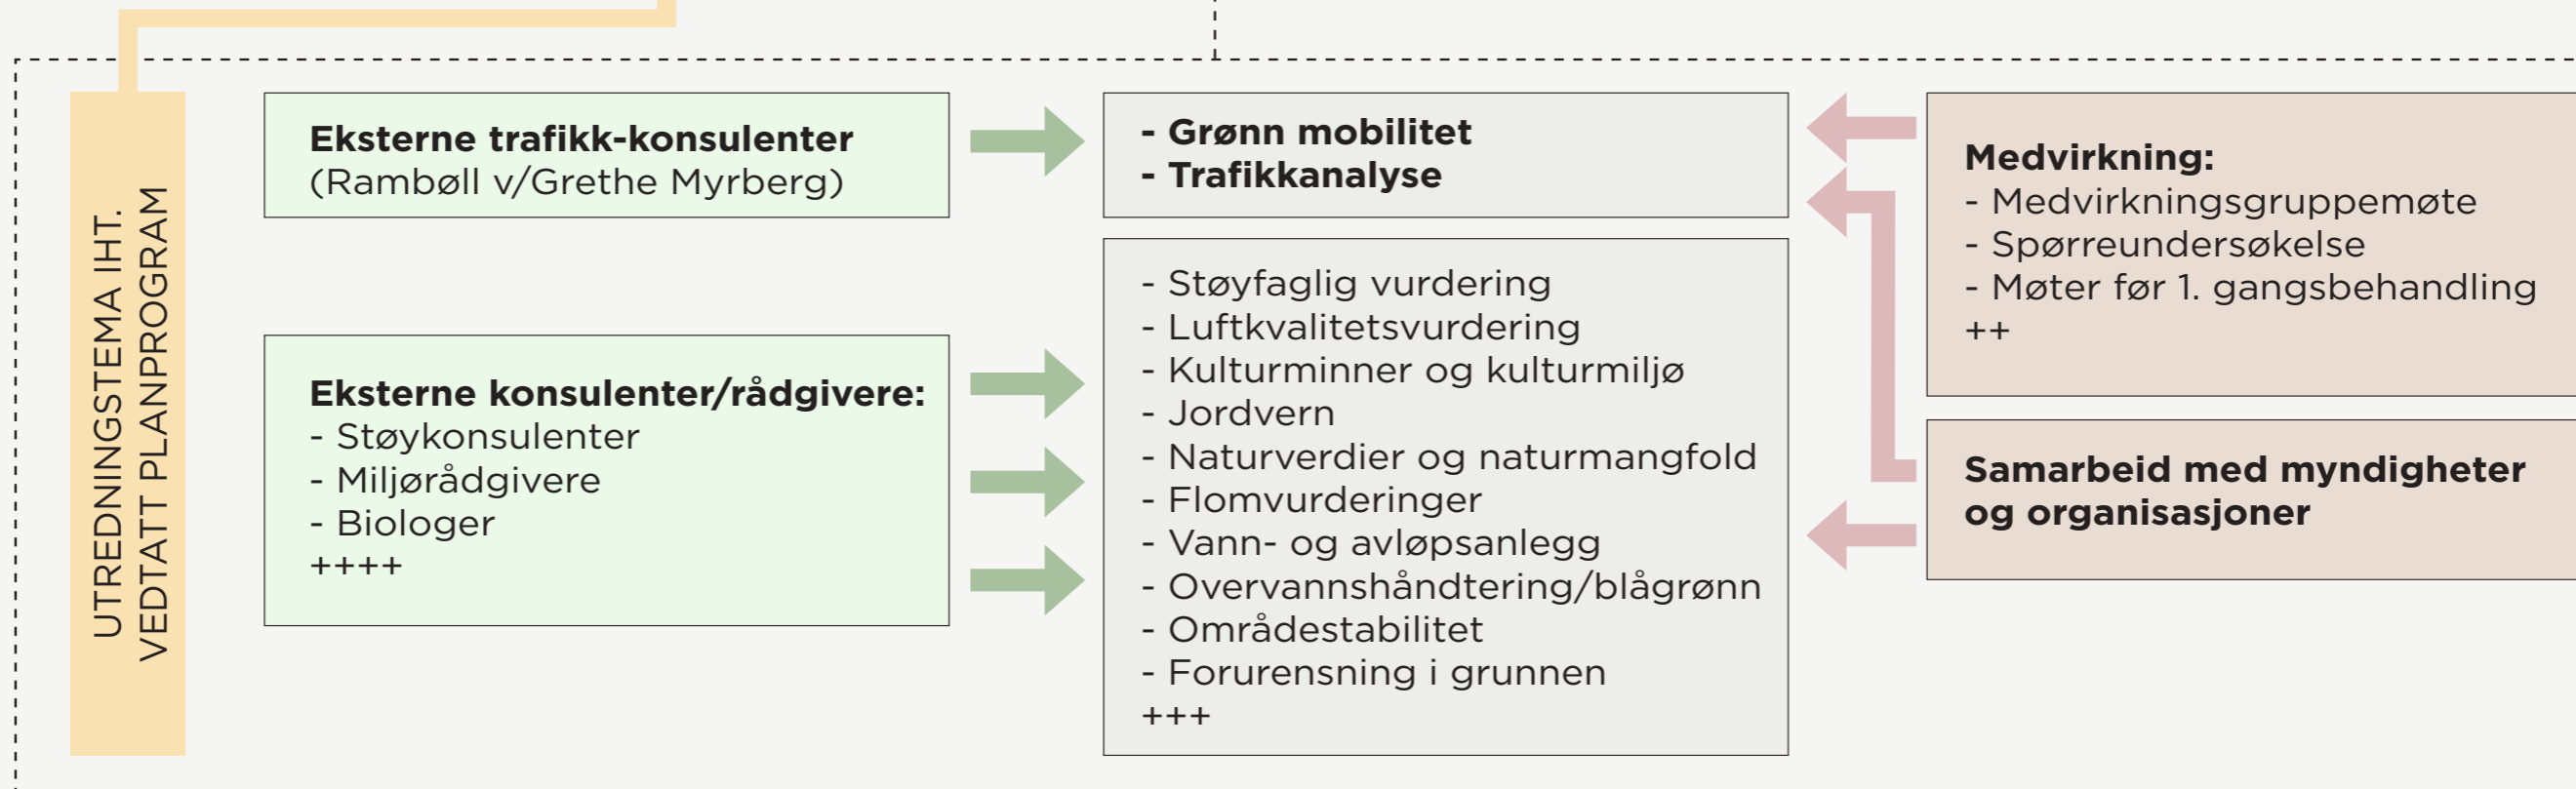 UTREDNINGSTEMA IHT.
VEDTATT PLANPROGRAM
Eksterne trafikk-konsulenter
(Rambøll v/Grethe Myrberg)
Eksterne konsulenter/rådgivere:
- Støykonsulenter
- Miljørådgivere
- Biologer
++++
- Grønn mobilitet
- Trafikkanalyse
- Støyfaglig vurdering
- Luftkvalitetsvurdering
- Kulturminner og kulturmiljø
- Jordvern
- Naturverdier og naturmangfold
- Flomvurderinger
- Vann- og avløpsanlegg
- Overvannshåndtering/blågrønn
- Områdestabilitet
- Forurensning i grunnen
+++
Medvirkning:
- Medvirkningsgruppemøte
- Spørreundersøkelse
- Møter før 1. gangsbehandling
++
Samarbeid med myndigheter
og organisasjoner